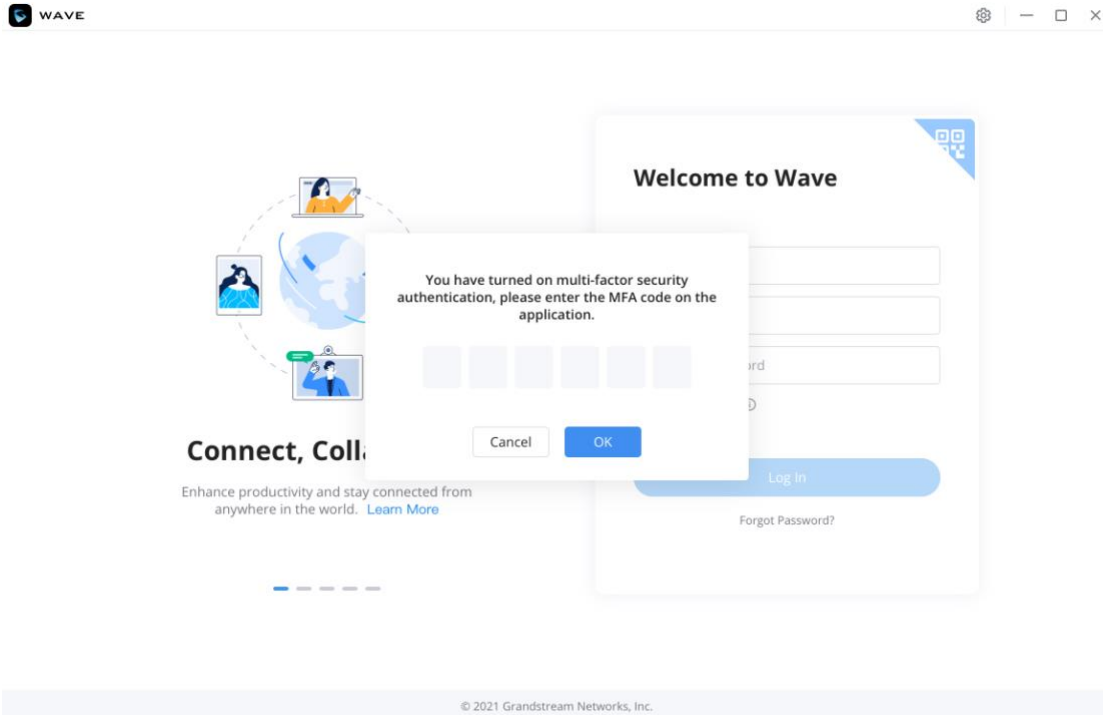 WAVE
Welcome to Wave
You have turned on multi-factor security
authentication, please enter the MFA code on the
application.
Cancel
OK
Log In
Forgot Password?
Connect,
Enhance productivity and stay connected from
anywhere in the world. Learn More
© 2021 Grandstream Networks, Inc.